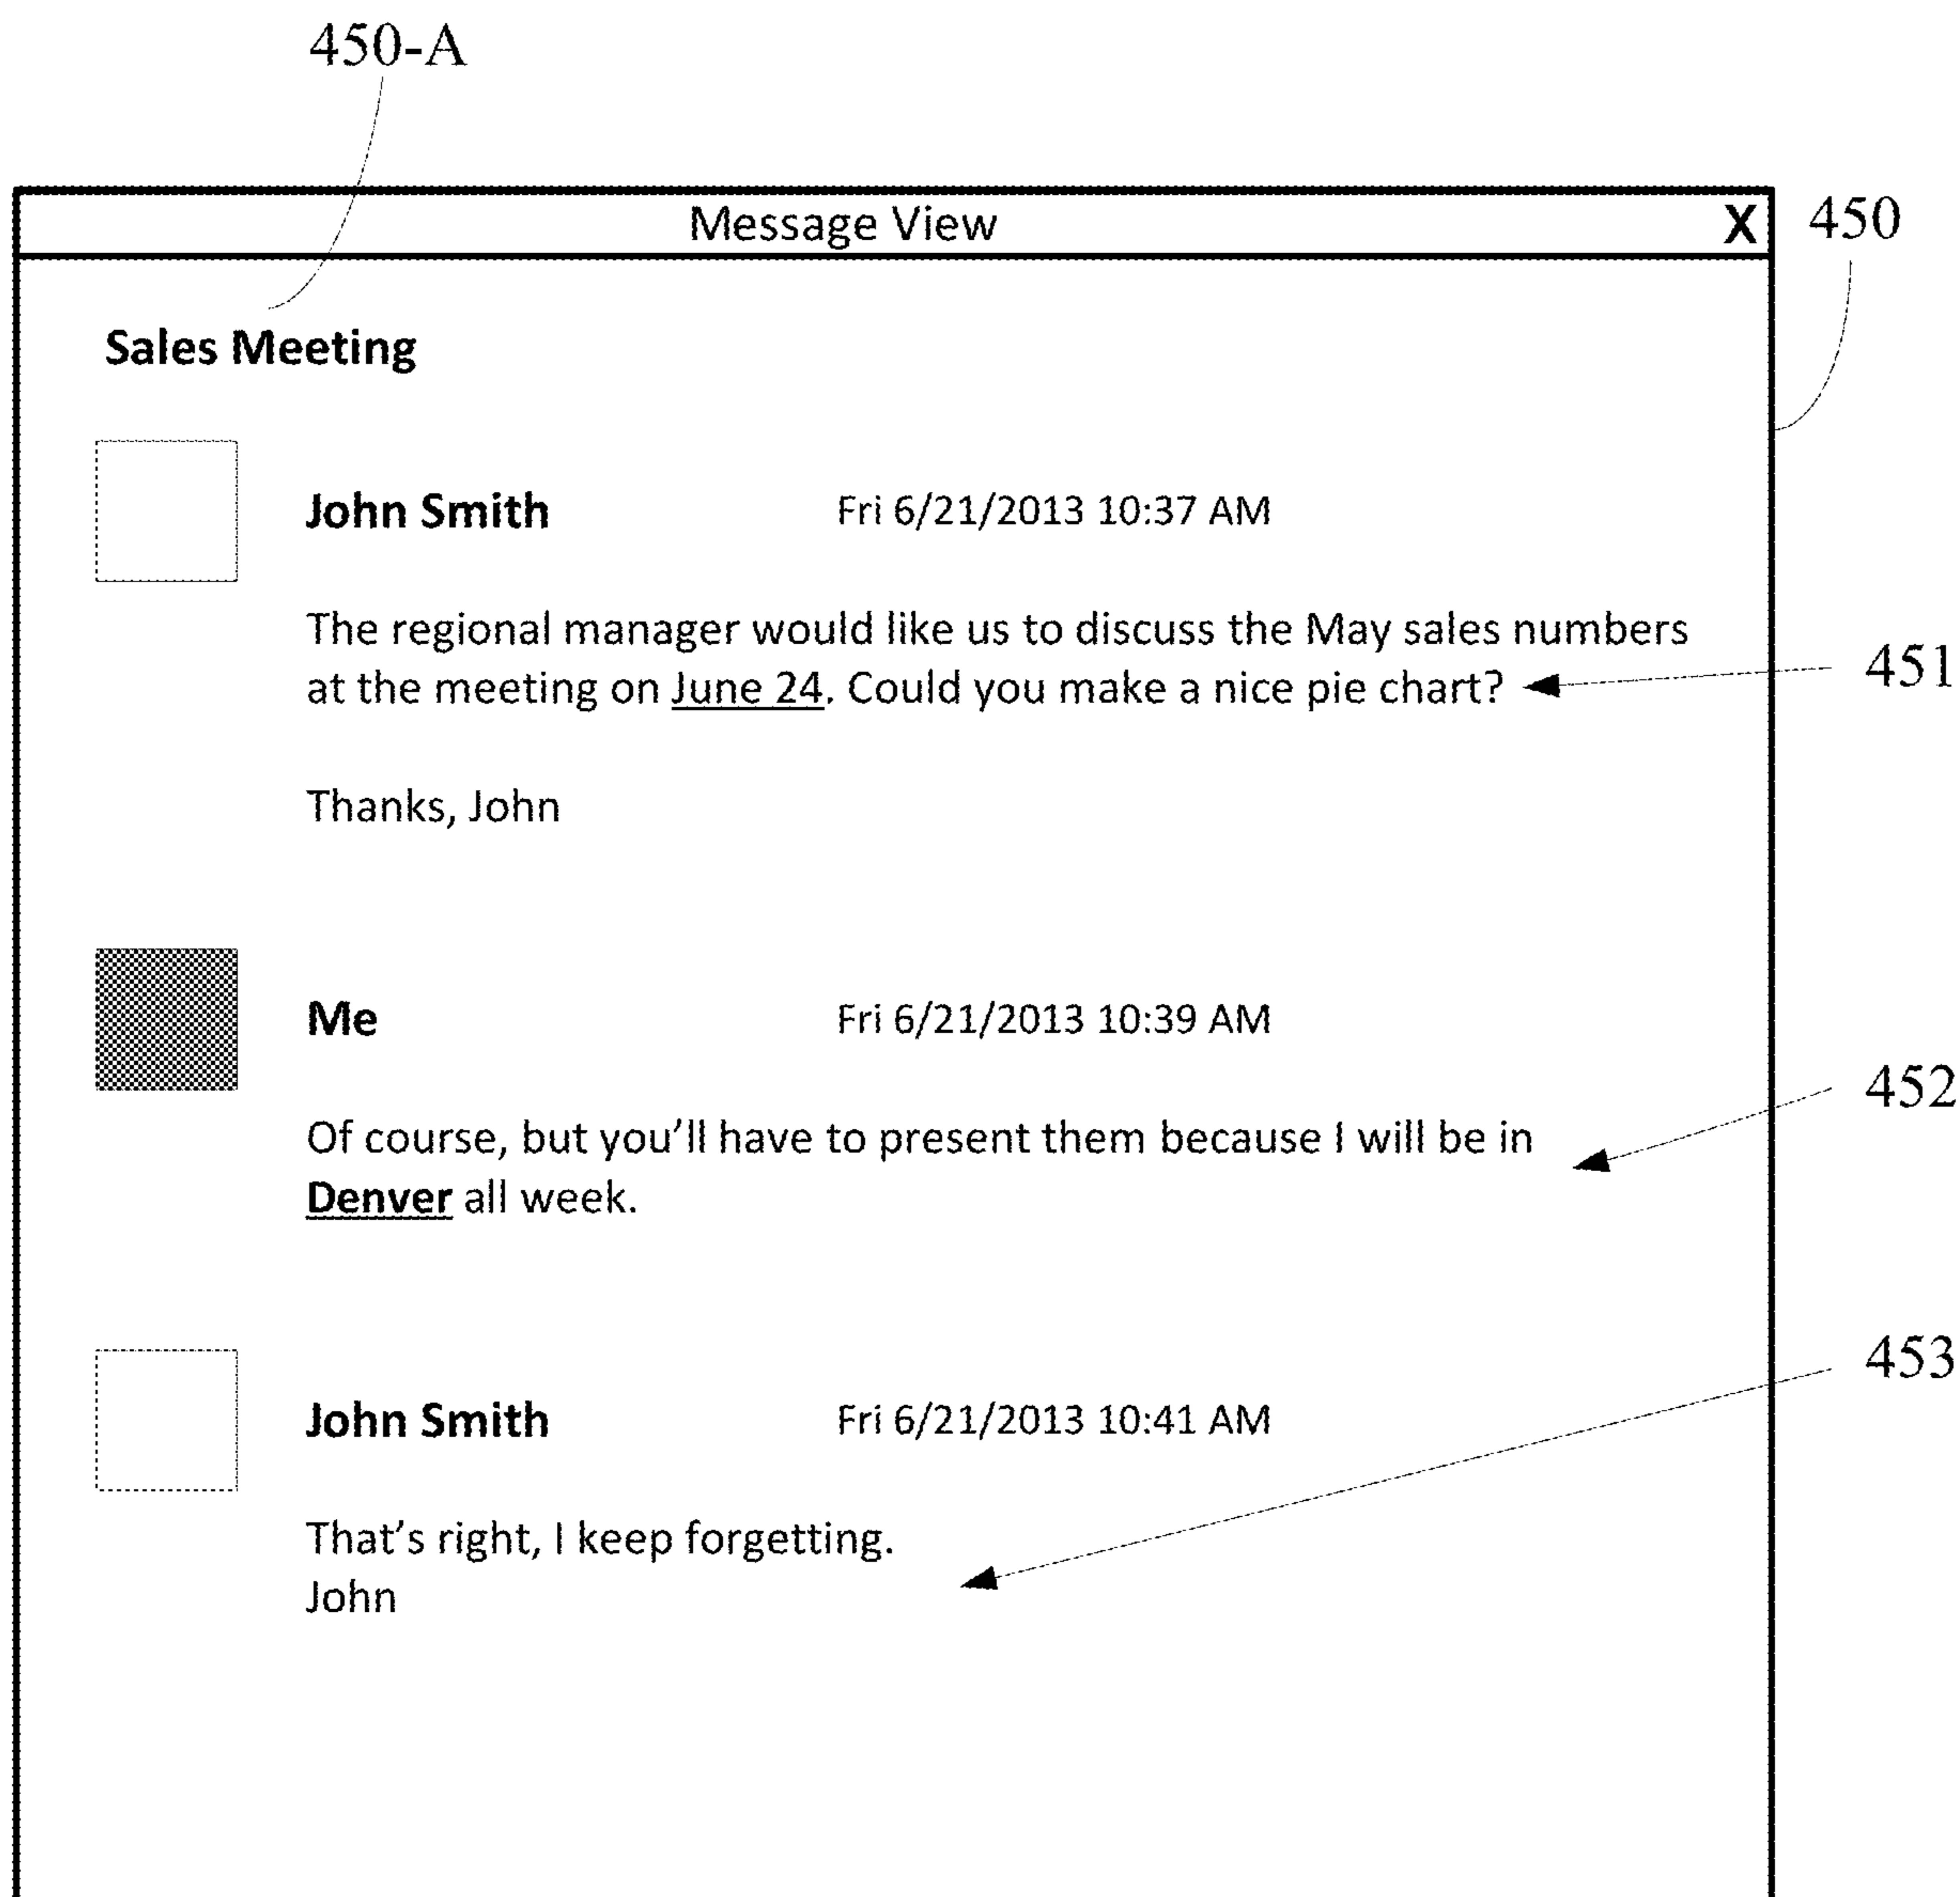 450-A
Message View X
450
Sales Meeting
John Smith Fri 6/21/2013 10:37 AM
The regional manager would like us to discuss the May sales numbers
at the meeting on June 24. Could you make a nice pie chart?
451
Thanks, John
Me Fri 6/21/2013 10:39 AM
452
Of course, but you’ll have to present them because I will be in
Denver all week.
453
John Smith Fri 6/21/2013 10:41 AM
That’s right, I keep forgetting.
John